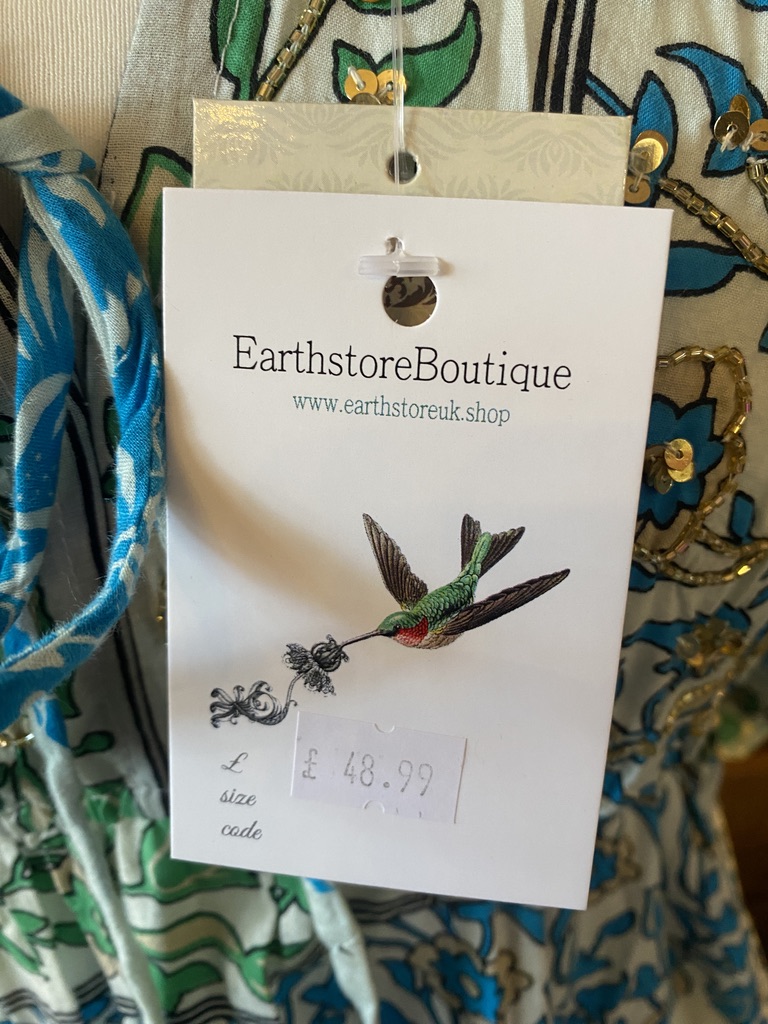 EarthstoreBoutique
www.earthstoreuk.shop
£ £ 48.99
size
code